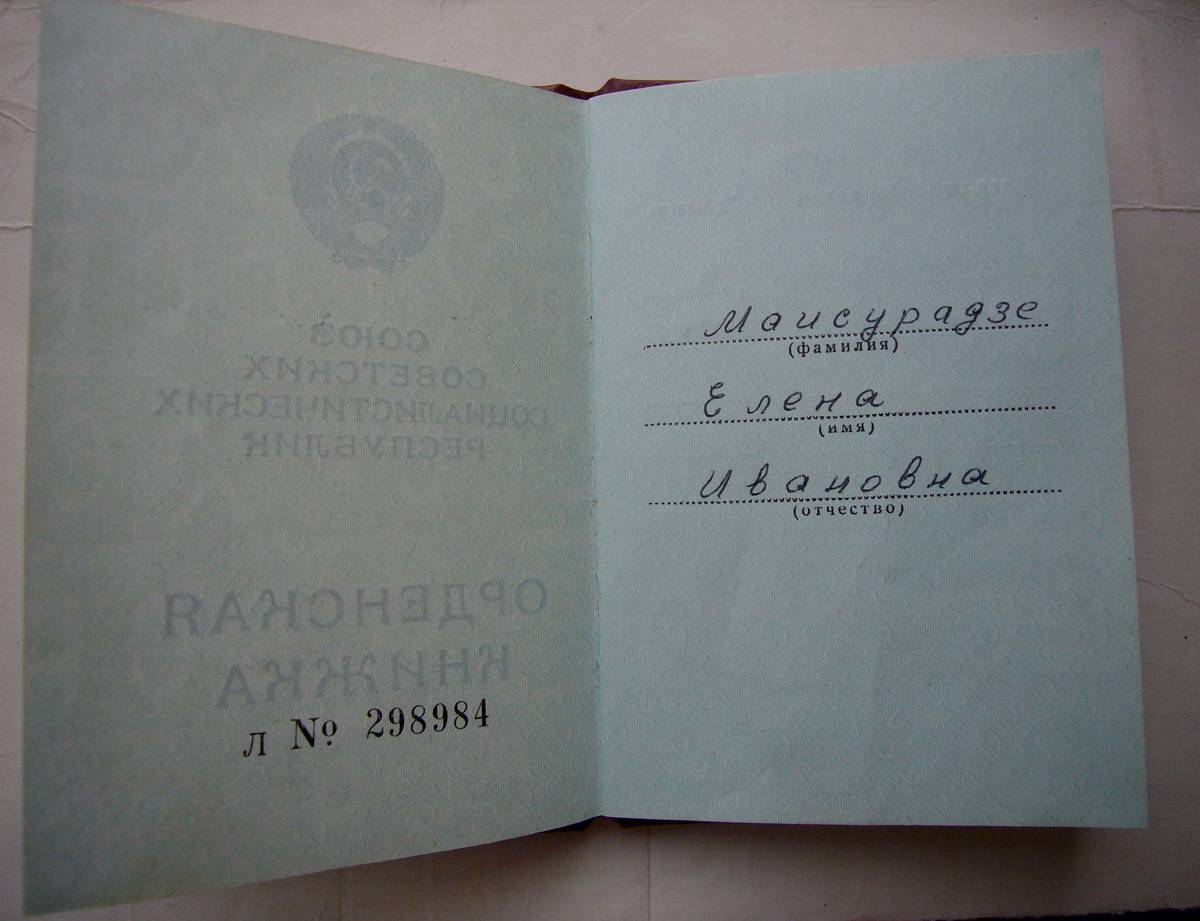 СОЮЗ
СОВЕТСКИХ
СОЦИАЛИСТИЧЕСКИХ
РЕСПУБЛИК
ОРДЕНСКАЯ
КНИЖКА
Л № 298984
Маисурадзе
(фамилия)
Елена
(имя)
Ивановна
(отчество)